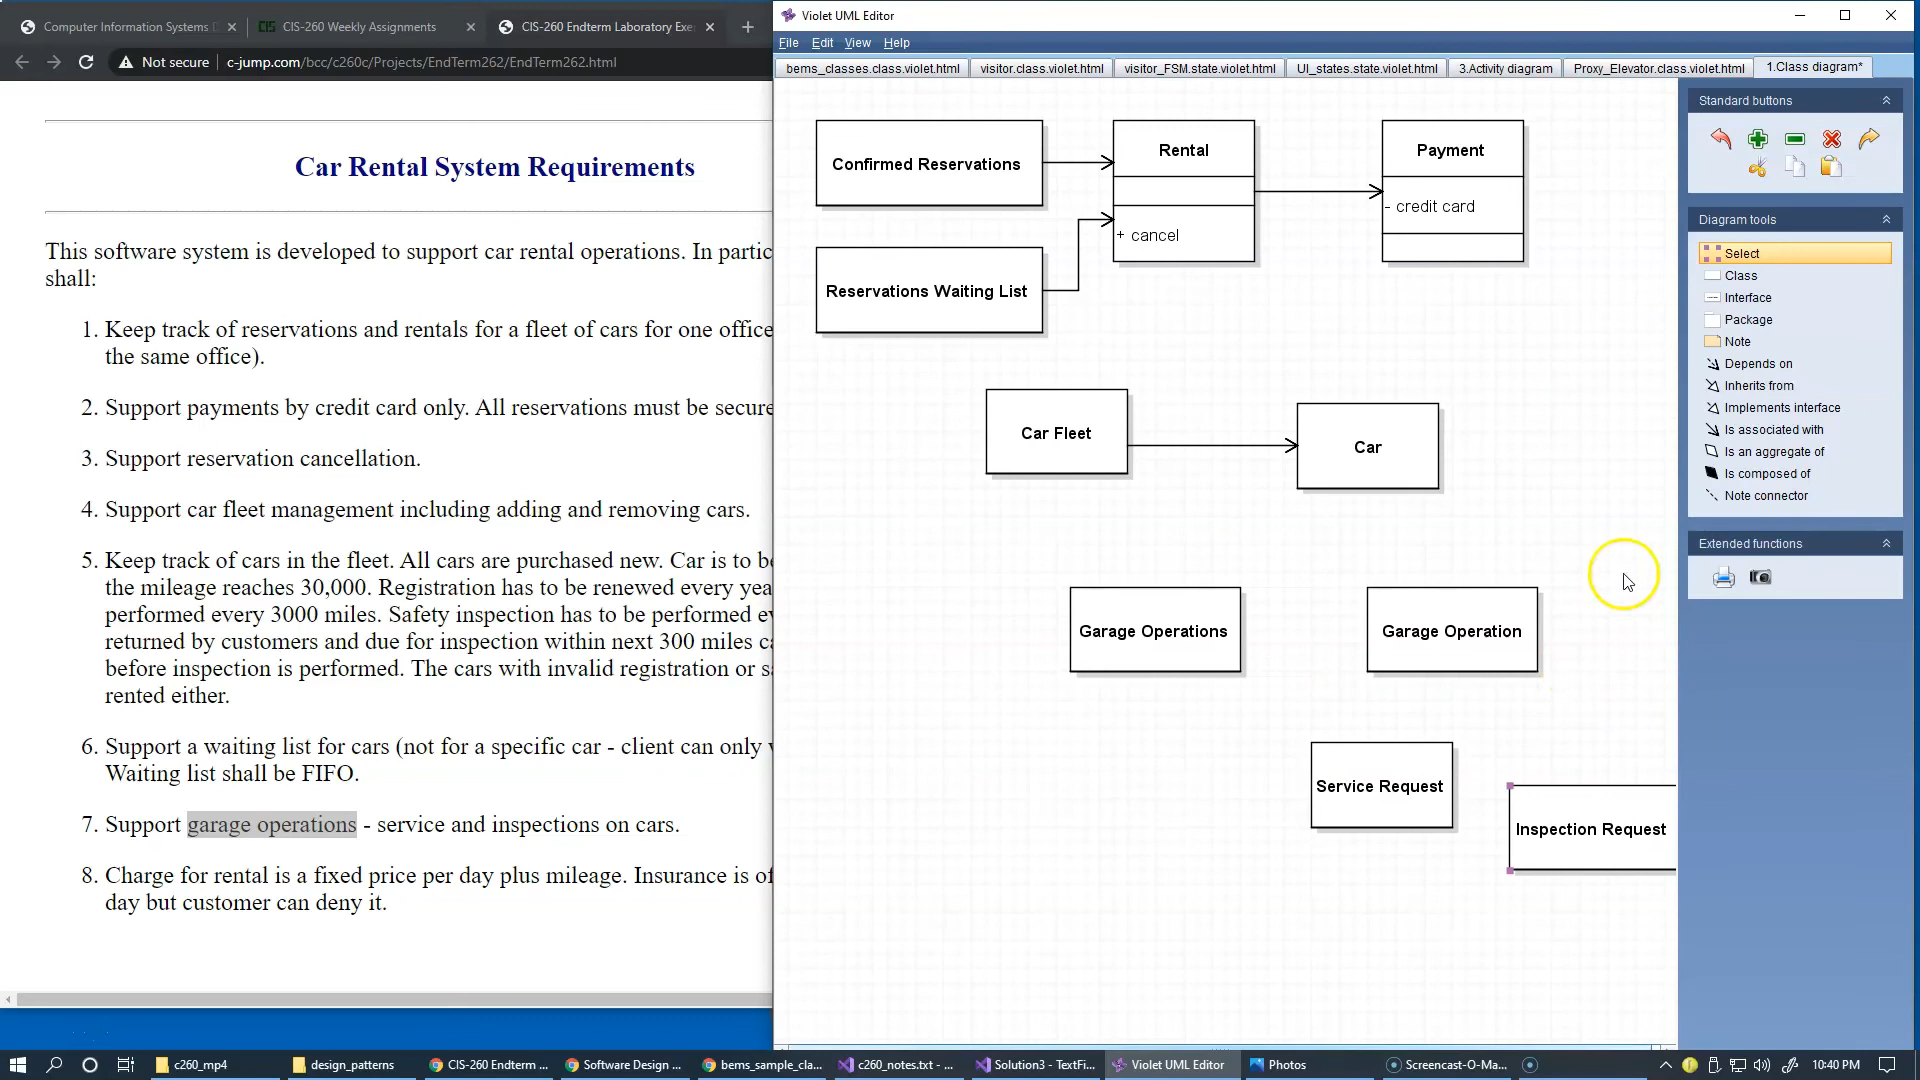 Computer Information Systems D
CIS-260 Weekly Assignments
CIS-260 Endterm Laboratory Exe
Not secure
c-jump.com/bcc/c260c/Projects/EndTerm262/EndTerm262.html
Car Rental System Requirements
This software system is developed to support car rental operations. In partic
shall:
1. Keep track of reservations and rentals for a fleet of cars for one office
the same office).
2. Support payments by credit card only. All reservations must be secure
3. Support reservation cancellation.
4. Support car fleet management including adding and removing cars.
5. Keep track of cars in the fleet. All cars are purchased new. Car is to be
the mileage reaches 30,000. Registration has to be renewed every yea
performed every 3000 miles. Safety inspection has to be performed ev
returned by customers and due for inspection within next 300 miles ca
before inspection is performed. The cars with invalid registration or sa
rented either.
6. Support a waiting list for cars (not for a specific car - client can only w
Waiting list shall be FIFO.
7. Support garage operations - service and inspections on cars.
8. Charge for rental is a fixed price per day plus mileage. Insurance is of
day but customer can deny it.
Violet UML Editor
File Edit View Help
bems_classes.class.violet.html
visitor.class.violet.html
visitor_FSM.state.violet.html
UI_states.state.violet.html
3.Activity diagram
Proxy_Elevator.class.violet.html
1.Class diagram*
Confirmed Reservations
Rental
+ cancel
Payment
- credit card
Reservations Waiting List
Car Fleet
Car
Garage Operations
Garage Operation
Service Request
Inspection Request
Standard buttons
Diagram tools
Select
Class
Interface
Package
Note
Depends on
Inherits from
Implements interface
Is associated with
Is an aggregate of
Is composed of
Note connector
Extended functions
c260_mp4
design_patterns
CIS-260 Endterm ...
Software Design ...
bems_sample_cla...
c260_notes.txt - ...
Solution3 - TextFi...
Violet UML Editor
Photos
Screencast-O-Ma...
10:40 PM